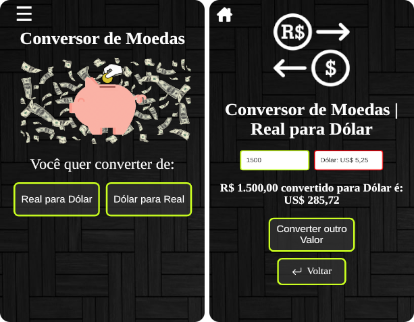 Conversor de Moedas
Você quer converter de:
Real para Dólar
Dólar para Real
R$
$
Conversor de Moedas |
Real para Dólar
1500
Dólar: US$ 5,25
R$ 1.500,00 convertido para Dólar é:
US$ 285,72
Converter outro
Valor
Voltar